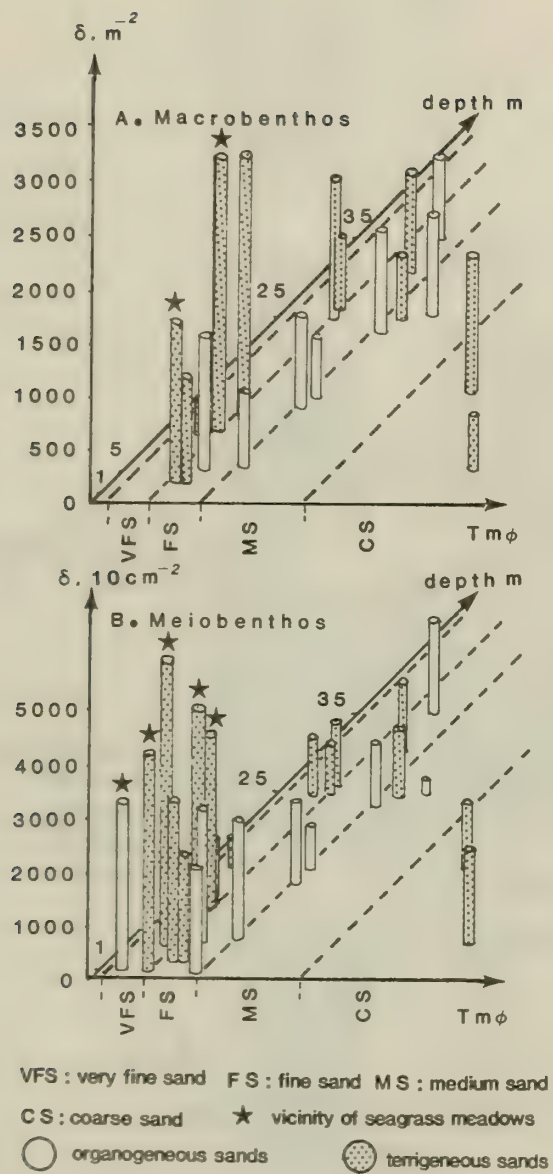 δ. m⁻²
depth m
A. Macrobenthos
3500
3000
2500
2000
1500
1000
500
0
1
5
25
35
VFS
FS
MS
CS
Tmφ
δ. 10cm⁻²
depth m
B. Meiobenthos
5000
4000
3000
2000
1000
0
1
25
35
VFS
FS
MS
CS
Tmφ
VFS : very fine sand FS : fine sand MS : medium sand
CS : coarse sand ★ vicinity of seagrass meadows
organogeneous sands terrigeneous sands